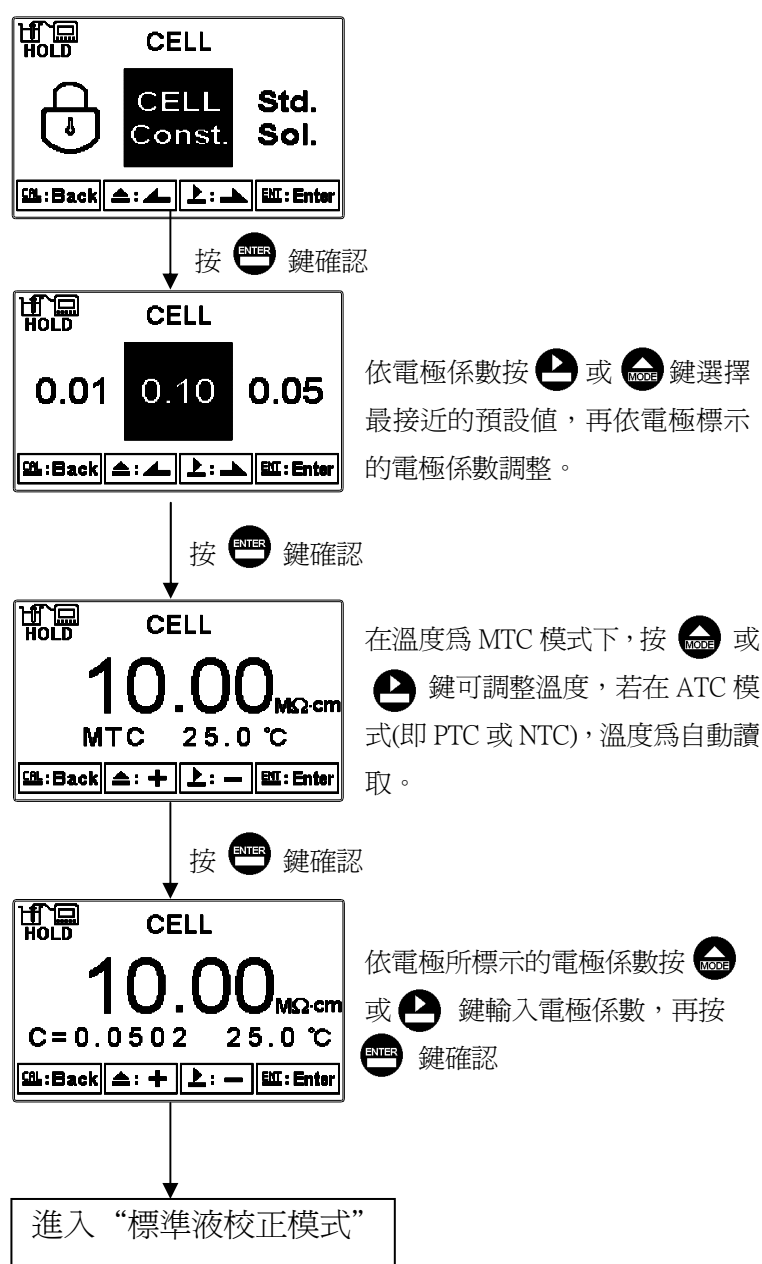 HOLD
CELL
CELL Const.
Std. Sol.
CAL:Back ▲: ENT:Enter
按 ENTER 鍵確認
HOLD
CELL
0.01 0.10 0.05
CAL:Back ▲: ENT:Enter
依電極係數按 或 MODE 鍵選擇
最接近的預設值，再依電極標示
的電極係數調整。
按 ENTER 鍵確認
HOLD
CELL
10.00 MΩ·cm
MTC 25.0 ℃
CAL:Back ▲:+ :− ENT:Enter
在溫度爲 MTC 模式下，按 MODE 或
鍵可調整溫度，若在 ATC 模
式(即 PTC 或 NTC)，溫度爲自動讀
取。
按 ENTER 鍵確認
HOLD
CELL
10.00 MΩ·cm
C=0.0502 25.0 ℃
CAL:Back ▲:+ :− ENT:Enter
依電極所標示的電極係數按 MODE
或 鍵輸入電極係數，再按
ENTER 鍵確認
進入“標準液校正模式”